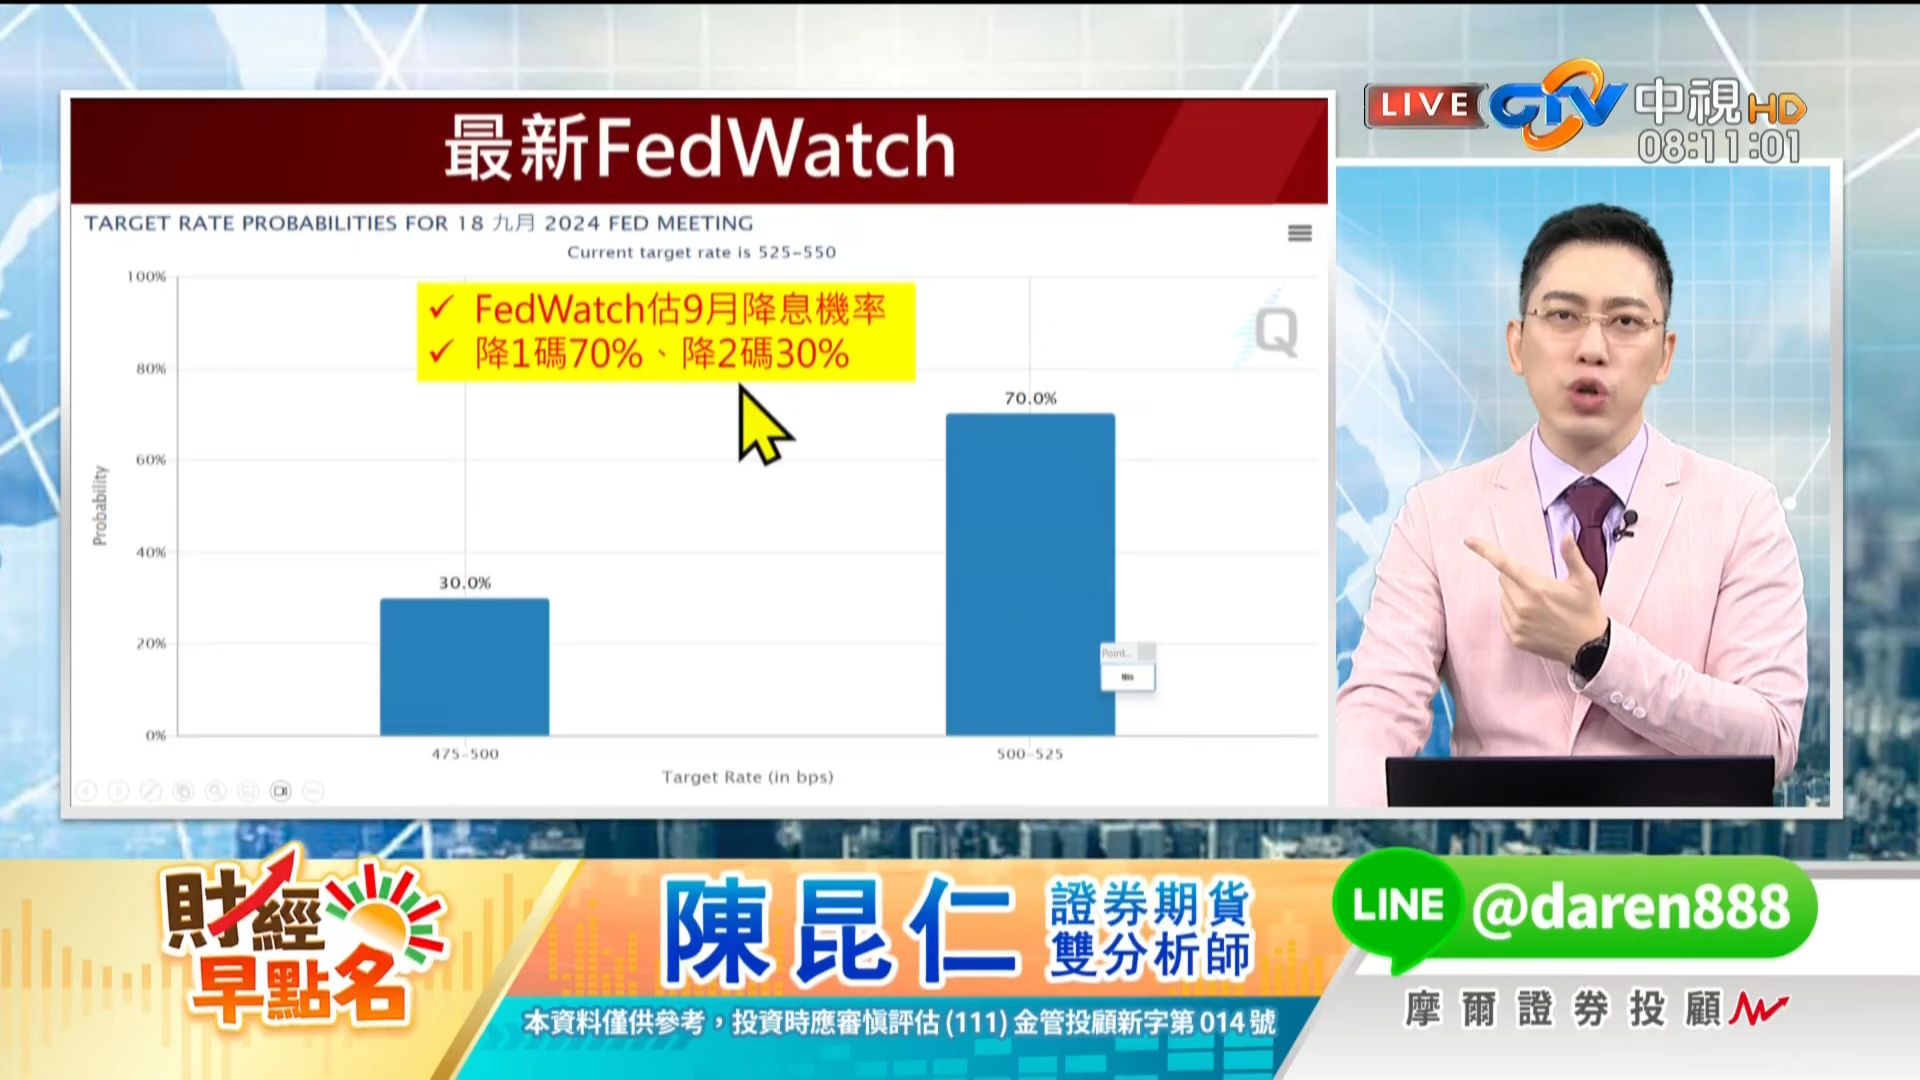 最新FedWatch
TARGET RATE PROBABILITIES FOR 18 九月 2024 FED MEETING
Current target rate is 525-550
✓ FedWatch估9月降息機率
✓ 降1碼70%、降2碼30%
Q
100%
80%
60%
40%
20%
0%
Probability
30.0%
70.0%
Point...
475-500
500-525
Target Rate (in bps)
LIVE CTV 中視 HD
08:11:01
財經
早點名
陳昆仁
證券期貨
雙分析師
本資料僅供參考，投資時應審慎評估 (111) 金管投顧新字第 014 號
LINE @daren888
摩爾證券投顧